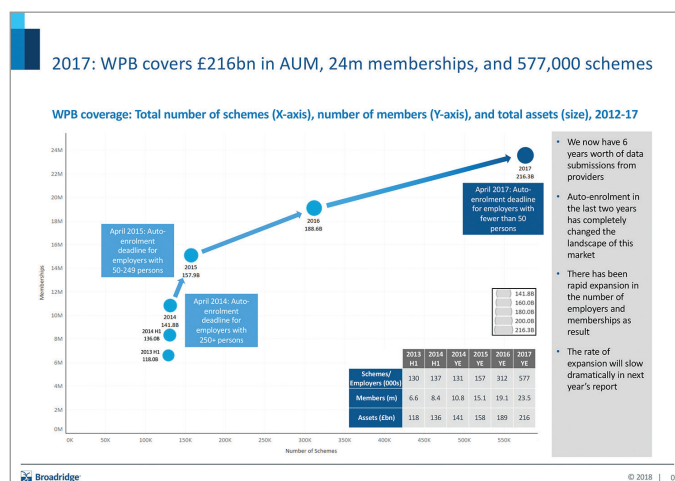 2017: WPB covers £216bn in AUM, 24m memberships, and 577,000 schemes
WPB coverage: Total number of schemes (X-axis), number of members (Y-axis), and total assets (size), 2012-17
24M
22M
20M
18M
16M
14M
12M
10M
8M
6M
4M
2M
0M
Memberships
0K
50K
100K
150K
200K
250K
300K
350K
400K
450K
500K
550K
Number of Schemes
2017
216.3B
April 2017: Auto-
enrolment deadline
for employers with
fewer than 50
persons
2016
188.6B
April 2015: Auto-
enrolment
deadline for
employers with
50-249 persons
2015
157.9B
April 2014: Auto-
enrolment
deadline for
employers with
250+ persons
2014
141.8B
2014 H1
136.0B
2013 H1
118.0B
141.8B
160.0B
180.0B
200.0B
216.3B
2013 2014 2014 2015 2016 2017
H1 H1 YE YE YE YE
Schemes/
Employers (000s) 130 137 131 157 312 577
Members (m) 6.6 8.4 10.8 15.1 19.1 23.5
Assets (£bn) 118 136 141 158 189 216
• We now have 6
years worth of data
submissions from
providers
• Auto-enrolment in
the last two years
has completely
changed the
landscape of this
market
• There has been
rapid expansion in
the number of
employers and
memberships as
result
• The rate of
expansion will slow
dramatically in next
year's report
Broadridge
© 2018 | 0